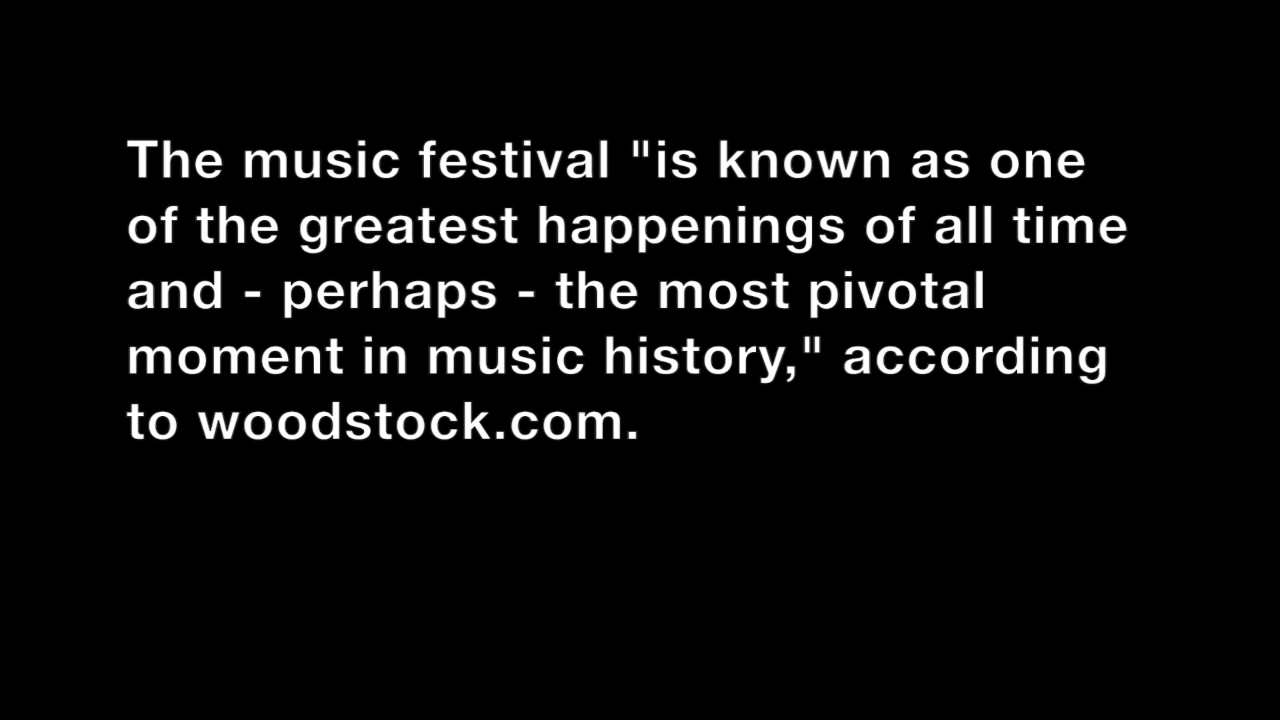 The music festival "is known as one
of the greatest happenings of all time
and - perhaps - the most pivotal
moment in music history," according
to woodstock.com.